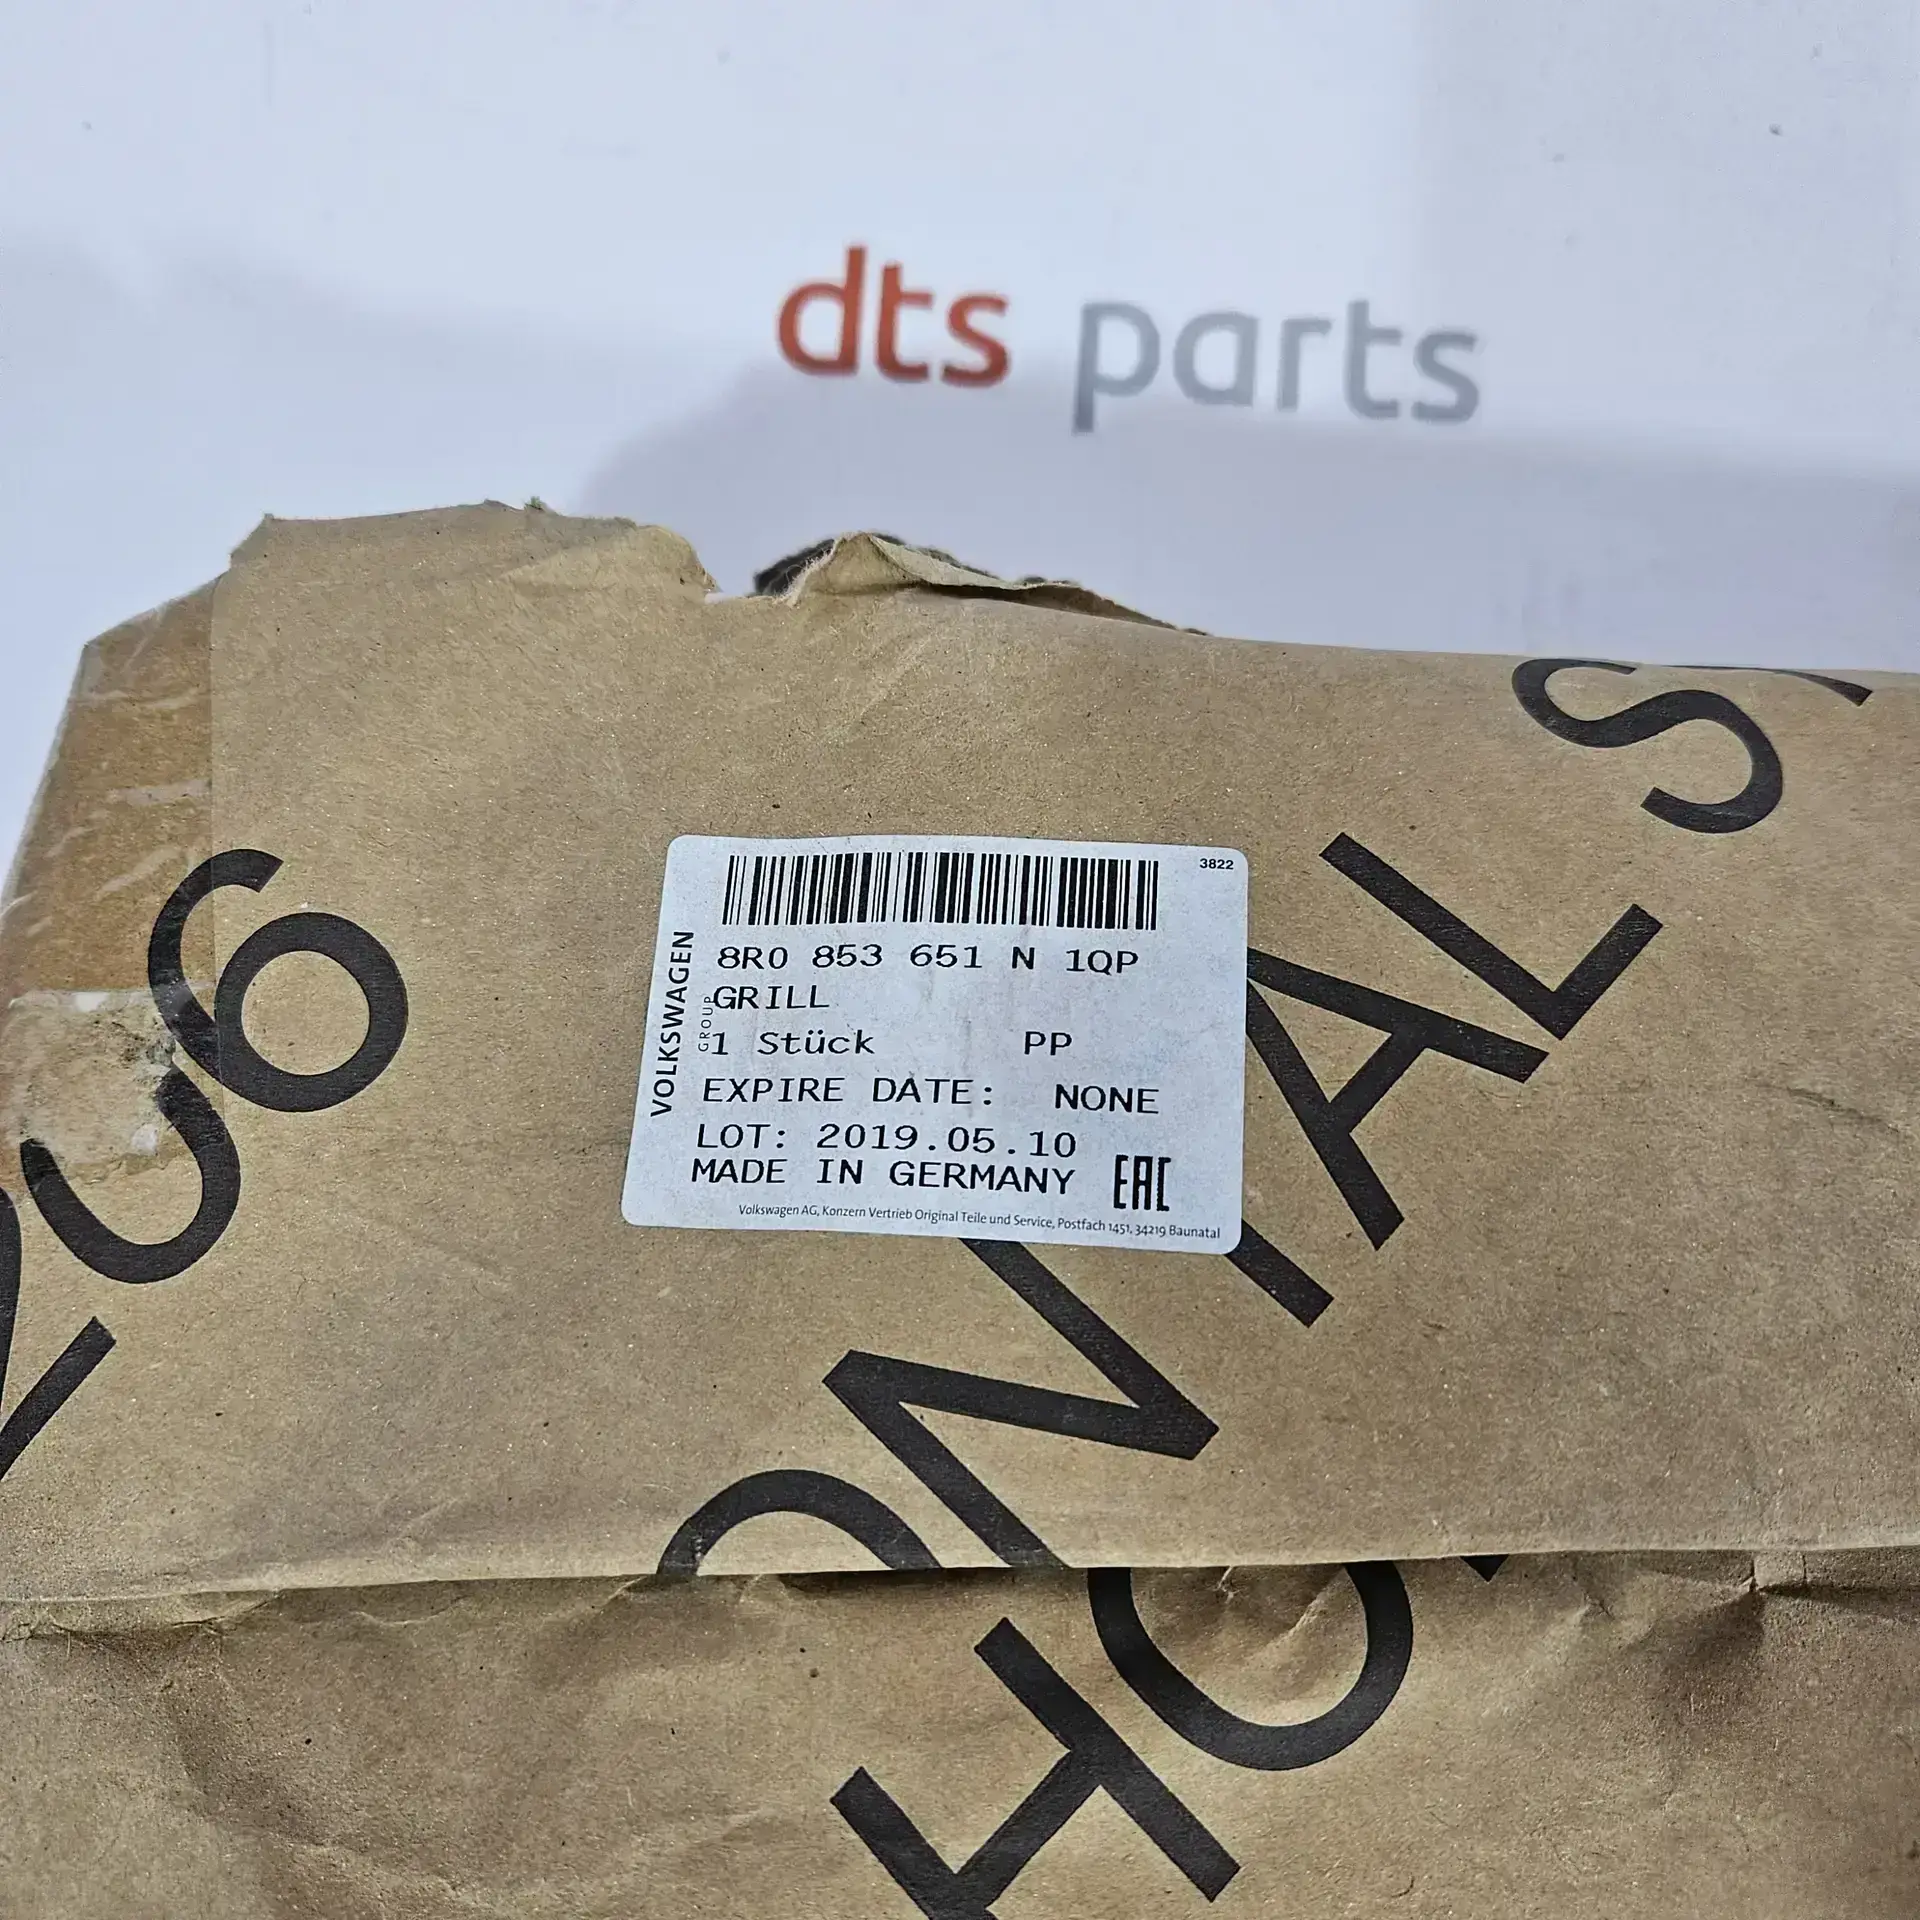 dts parts
3822
8R0 853 651 N 1QP
VOLKSWAGEN
GROUP
GRILL
1 Stück PP
EXPIRE DATE: NONE
LOT: 2019.05.10
MADE IN GERMANY EAC
Volkswagen AG, Konzern Vertrieb Original Teile und Service, Postfach 1451, 34219 Baunatal